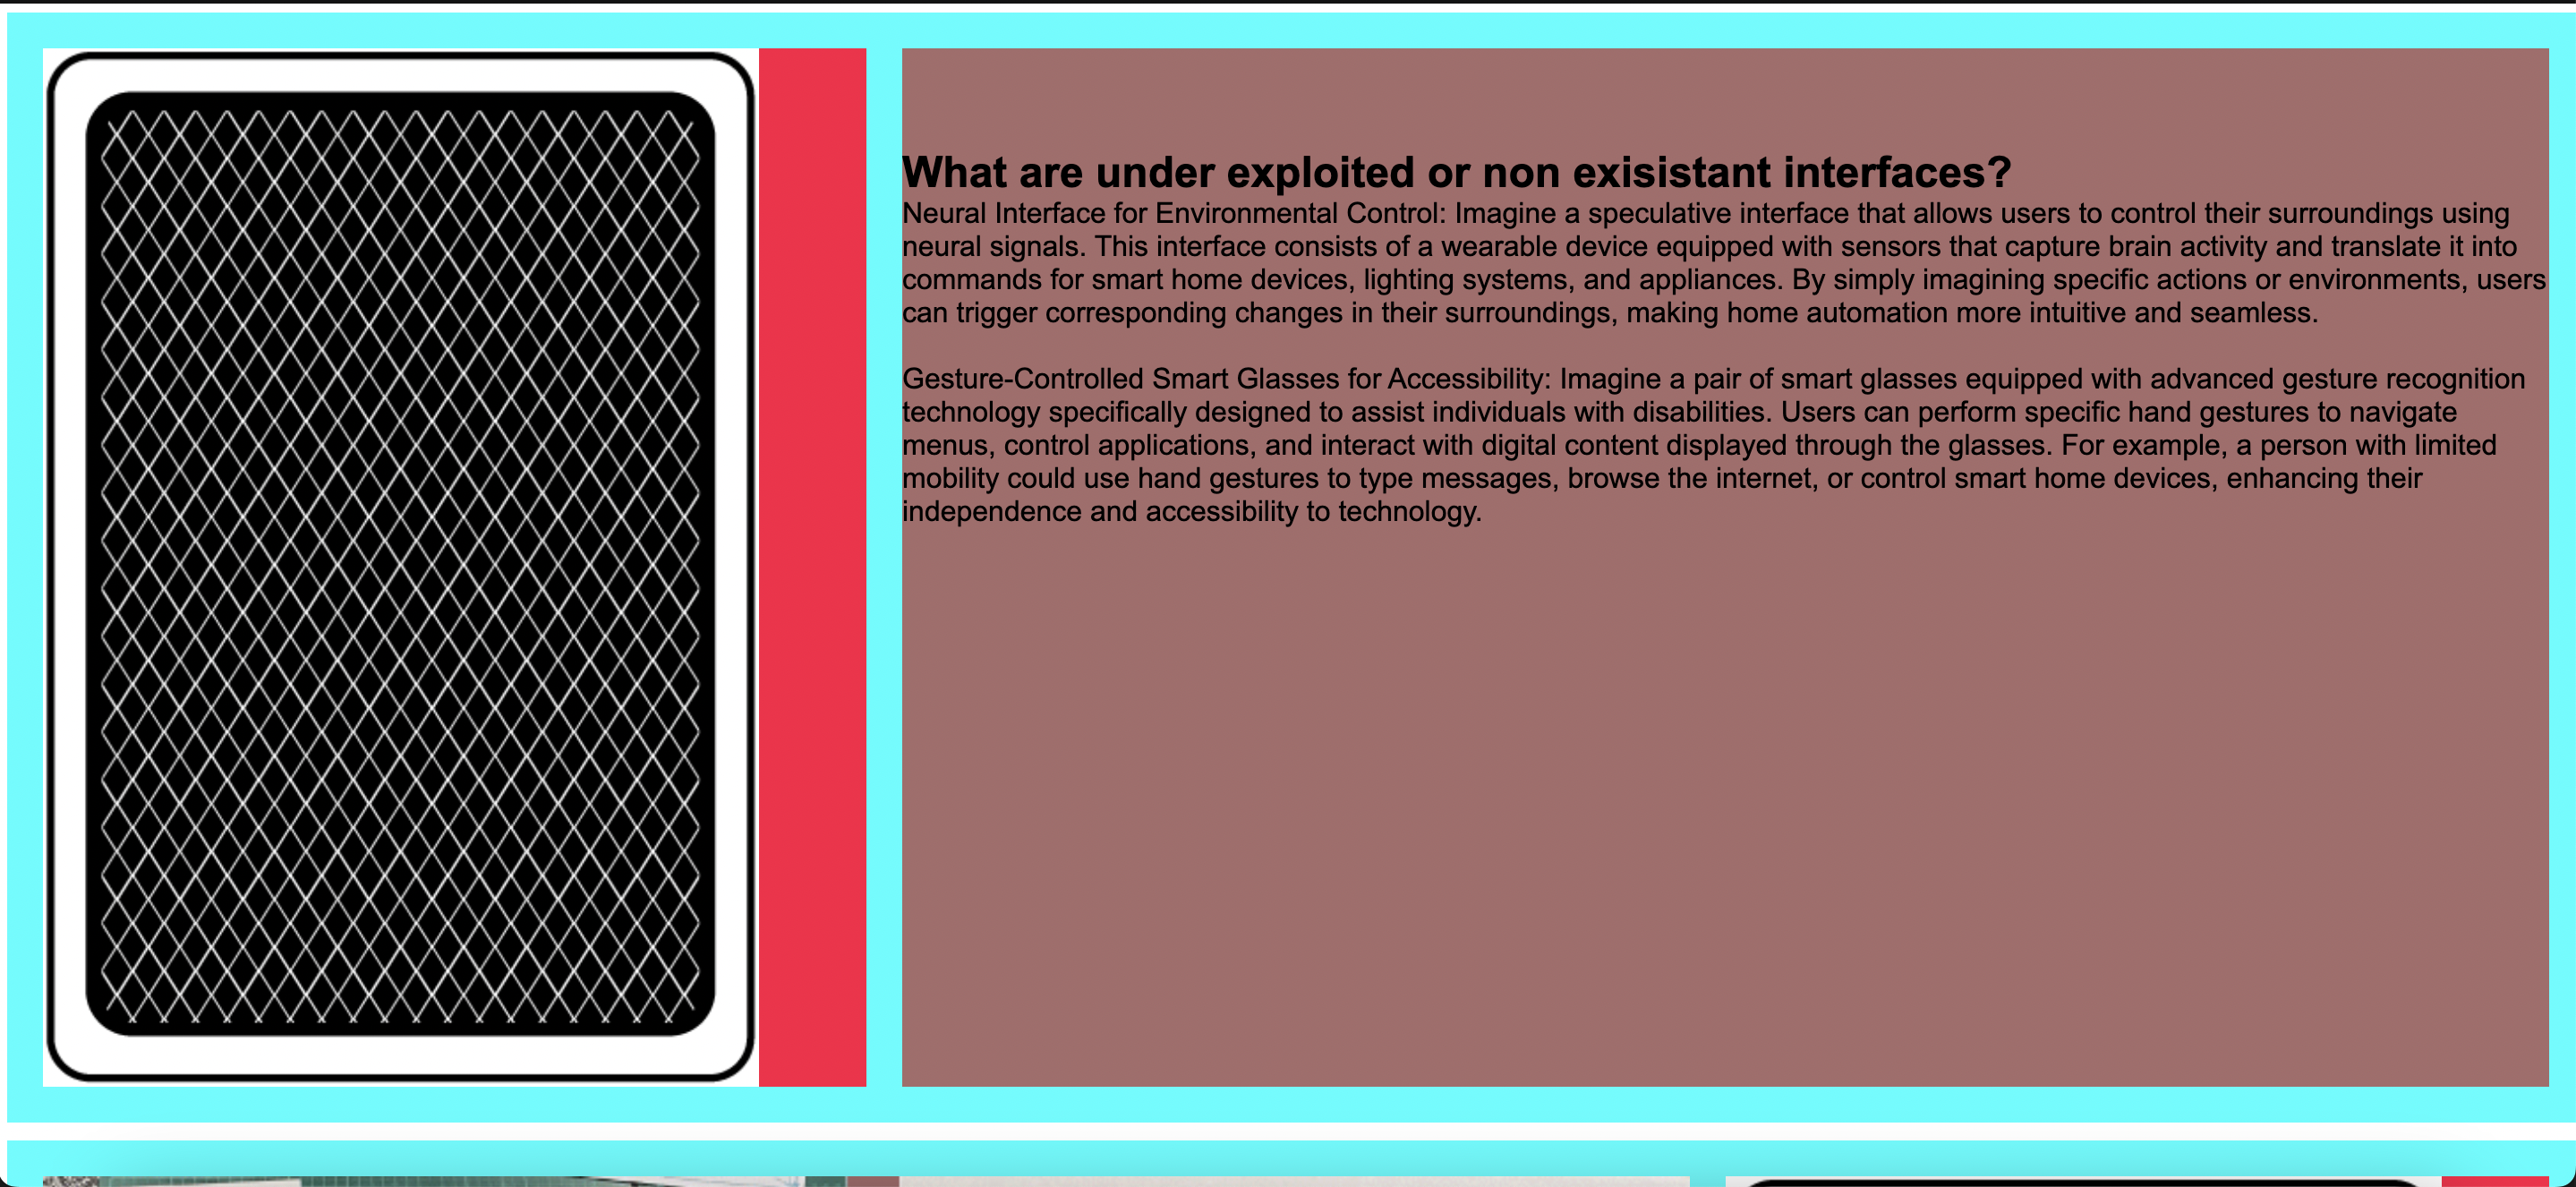 What are under exploited or non exisistant interfaces?
Neural Interface for Environmental Control: Imagine a speculative interface that allows users to control their surroundings using
neural signals. This interface consists of a wearable device equipped with sensors that capture brain activity and translate it into
commands for smart home devices, lighting systems, and appliances. By simply imagining specific actions or environments, users
can trigger corresponding changes in their surroundings, making home automation more intuitive and seamless.
Gesture-Controlled Smart Glasses for Accessibility: Imagine a pair of smart glasses equipped with advanced gesture recognition
technology specifically designed to assist individuals with disabilities. Users can perform specific hand gestures to navigate
menus, control applications, and interact with digital content displayed through the glasses. For example, a person with limited
mobility could use hand gestures to type messages, browse the internet, or control smart home devices, enhancing their
independence and accessibility to technology.